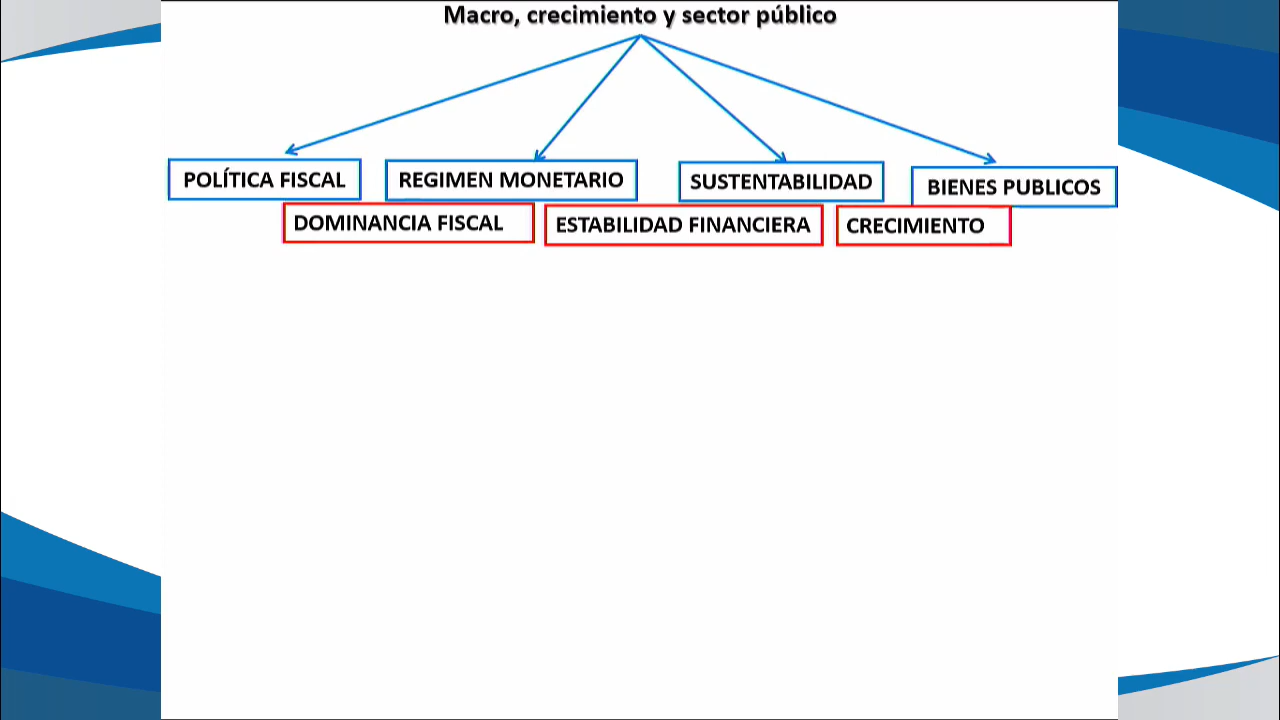 Macro, crecimiento y sector público
POLÍTICA FISCAL
REGIMEN MONETARIO
SUSTENTABILIDAD
BIENES PUBLICOS
DOMINANCIA FISCAL
ESTABILIDAD FINANCIERA
CRECIMIENTO